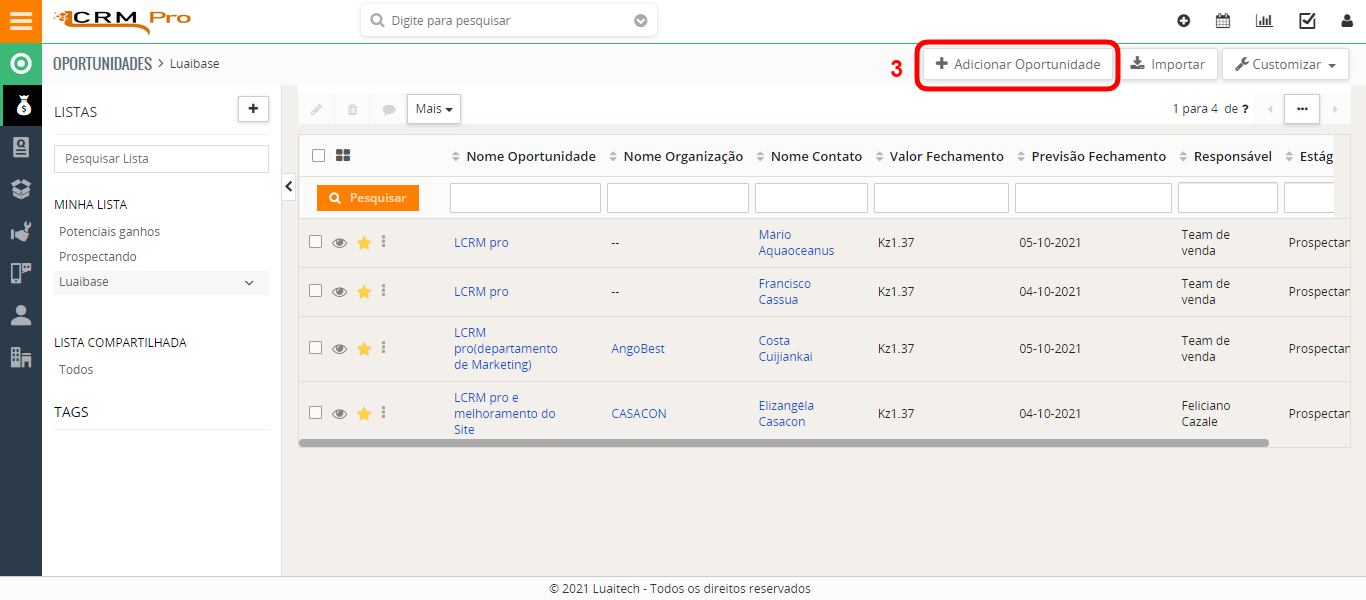 CRM Pro
Digite para pesquisar
OPORTUNIDADES > Luaibase
3
+ Adicionar Oportunidade
Importar
Customizar
LISTAS
+
Pesquisar Lista
MINHA LISTA
Potenciais ganhos
Prospectando
Luaibase
LISTA COMPARTILHADA
Todos
TAGS
Mais
1 para 4 de ?
...
Nome Oportunidade Nome Organização Nome Contato Valor Fechamento Previsão Fechamento Responsável Estág
Pesquisar
LCRM pro -- Mario Kz1.37 05-10-2021 Team de Prospectan
Aquaoceanus venda
LCRM pro -- Francisco Kz1.37 04-10-2021 Team de Prospectan
Cassua venda
LCRM
pro(departamento AngoBest Costa Kz1.37 05-10-2021 Team de Prospectan
de Marketing) Cuijiankai venda
LCRM pro e
melhoramento do CASACON Elizangêla Kz1.37 04-10-2021 Feliciano Prospectan
Site Casacon Cazale
© 2021 Luaitech - Todos os direitos reservados